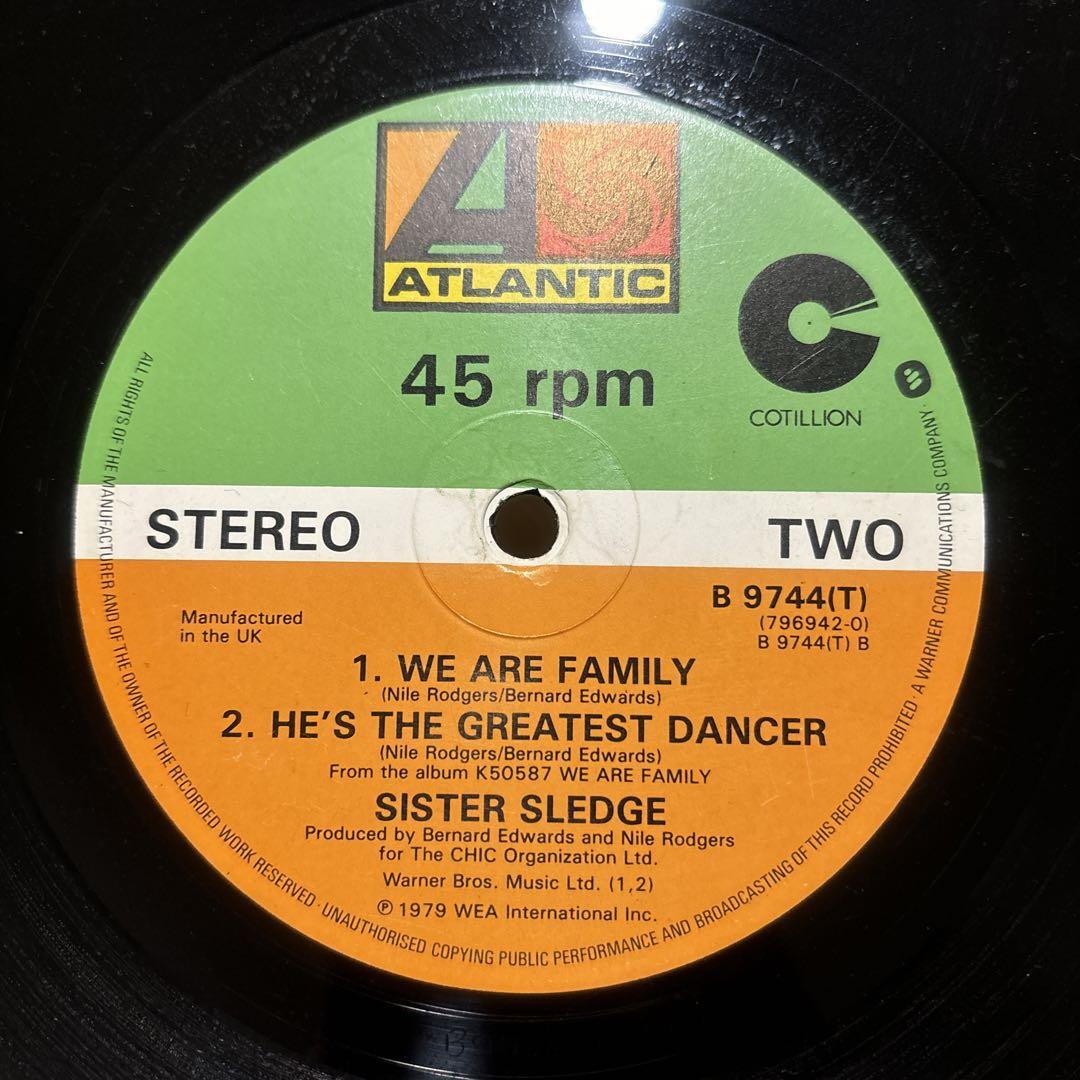 ATLANTIC
45 rpm
COTILLION
STEREO
TWO
Manufactured
in the UK
B 9744(T)
(796942-0)
B 9744(T) B
1. WE ARE FAMILY
(Nile Rodgers/Bernard Edwards)
2. HE'S THE GREATEST DANCER
(Nile Rodgers/Bernard Edwards)
From the album K50587 WE ARE FAMILY
SISTER SLEDGE
Produced by Bernard Edwards and Nile Rodgers
for The CHIC Organization Ltd.
Warner Bros. Music Ltd. (1,2)
℗ 1979 WEA International Inc.
ALL RIGHTS OF THE MANUFACTURER AND OF THE OWNER OF THE RECORDED WORK RESERVED · UNAUTHORISED COPYING PUBLIC PERFORMANCE AND BROADCASTING OF THIS RECORD PROHIBITED · A WARNER COMMUNICATIONS COMPANY ·